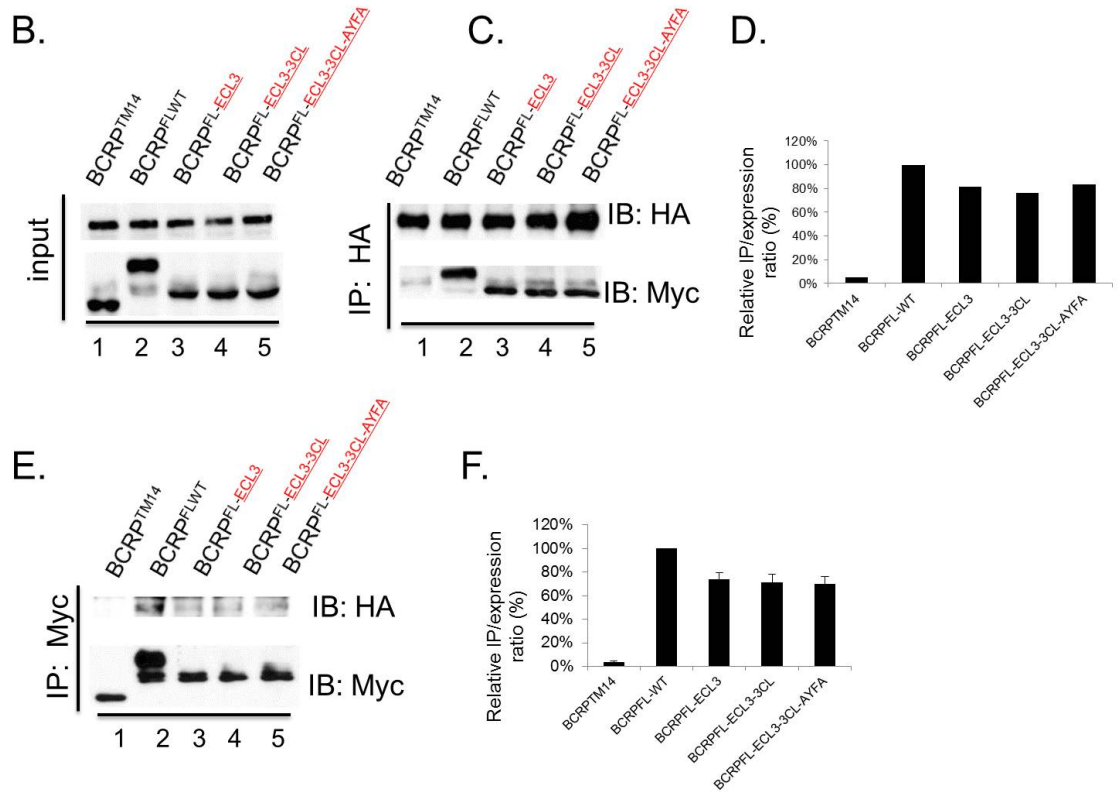 B.
BCRPTM14
BCRPFLWT
BCRPFL-ECL3
BCRPFL-ECL3-3CL
BCRPFL-ECL3-3CL-AYFA
input
1 2 3 4 5
C.
BCRPTM14
BCRPFLWT
BCRPFL-ECL3
BCRPFL-ECL3-3CL
BCRPFL-ECL3-3CL-AYFA
IP: HA
IB: HA
IB: Myc
1 2 3 4 5
D.
Relative IP/expression
ratio (%)
120%
100%
80%
60%
40%
20%
0%
BCRPTM14
BCRPFL-WT
BCRPFL-ECL3
BCRPFL-ECL3-3CL
BCRPFL-ECL3-3CL-AYFA
E.
BCRPTM14
BCRPFLWT
BCRPFL-ECL3
BCRPFL-ECL3-3CL
BCRPFL-ECL3-3CL-AYFA
IP: Myc
IB: HA
IB: Myc
1 2 3 4 5
F.
Relative IP/expression
ratio (%)
120%
100%
80%
60%
40%
20%
0%
BCRPTM14
BCRPFL-WT
BCRPFL-ECL3
BCRPFL-ECL3-3CL
BCRPFL-ECL3-3CL-AYFA